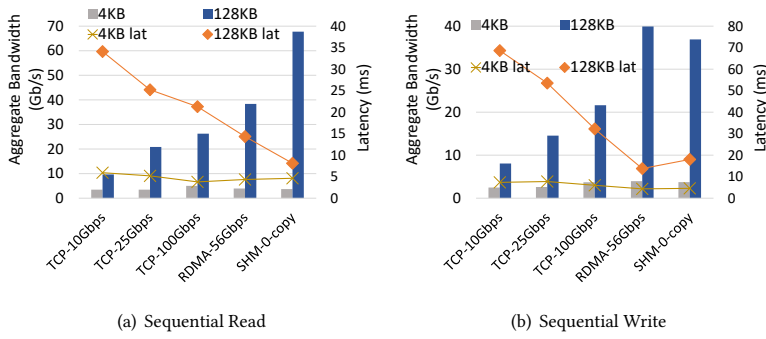 4KB 128KB
4KB lat 128KB lat
Aggregate Bandwidth
(Gb/s)
70
60
50
40
30
20
10
0
40
35
30
25
20
15
10
5
0
Latency (ms)
TCP-10Gbps
TCP-25Gbps
TCP-100Gbps
RDMA-56Gbps
SHM-0-copy
(a) Sequential Read
4KB 128KB
4KB lat 128KB lat
Aggregate Bandwidth
(Gb/s)
40
30
20
10
0
80
70
60
50
40
30
20
10
0
Latency (ms)
TCP-10Gbps
TCP-25Gbps
TCP-100Gbps
RDMA-56Gbps
SHM-0-copy
(b) Sequential Write